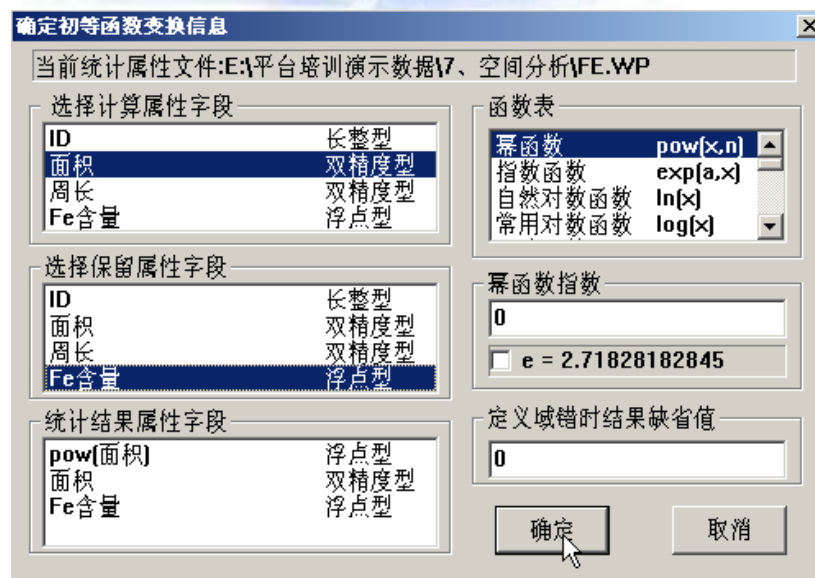 确定初等函数变换信息
当前统计属性文件:E:\平台培训演示数据\7、空间分析\FE.WP
选择计算属性字段
ID 长整型
面积 双精度型
周长 双精度型
Fe含量 浮点型
选择保留属性字段
ID 长整型
面积 双精度型
周长 双精度型
Fe含量 浮点型
统计结果属性字段
pow(面积) 浮点型
面积 双精度型
Fe含量 浮点型
函数表
幂函数 pow(x,n)
指数函数 exp(a,x)
自然对数函数 ln(x)
常用对数函数 log(x)
幂函数指数
0
e = 2.71828182845
定义域错时结果缺省值
0
确定
取消